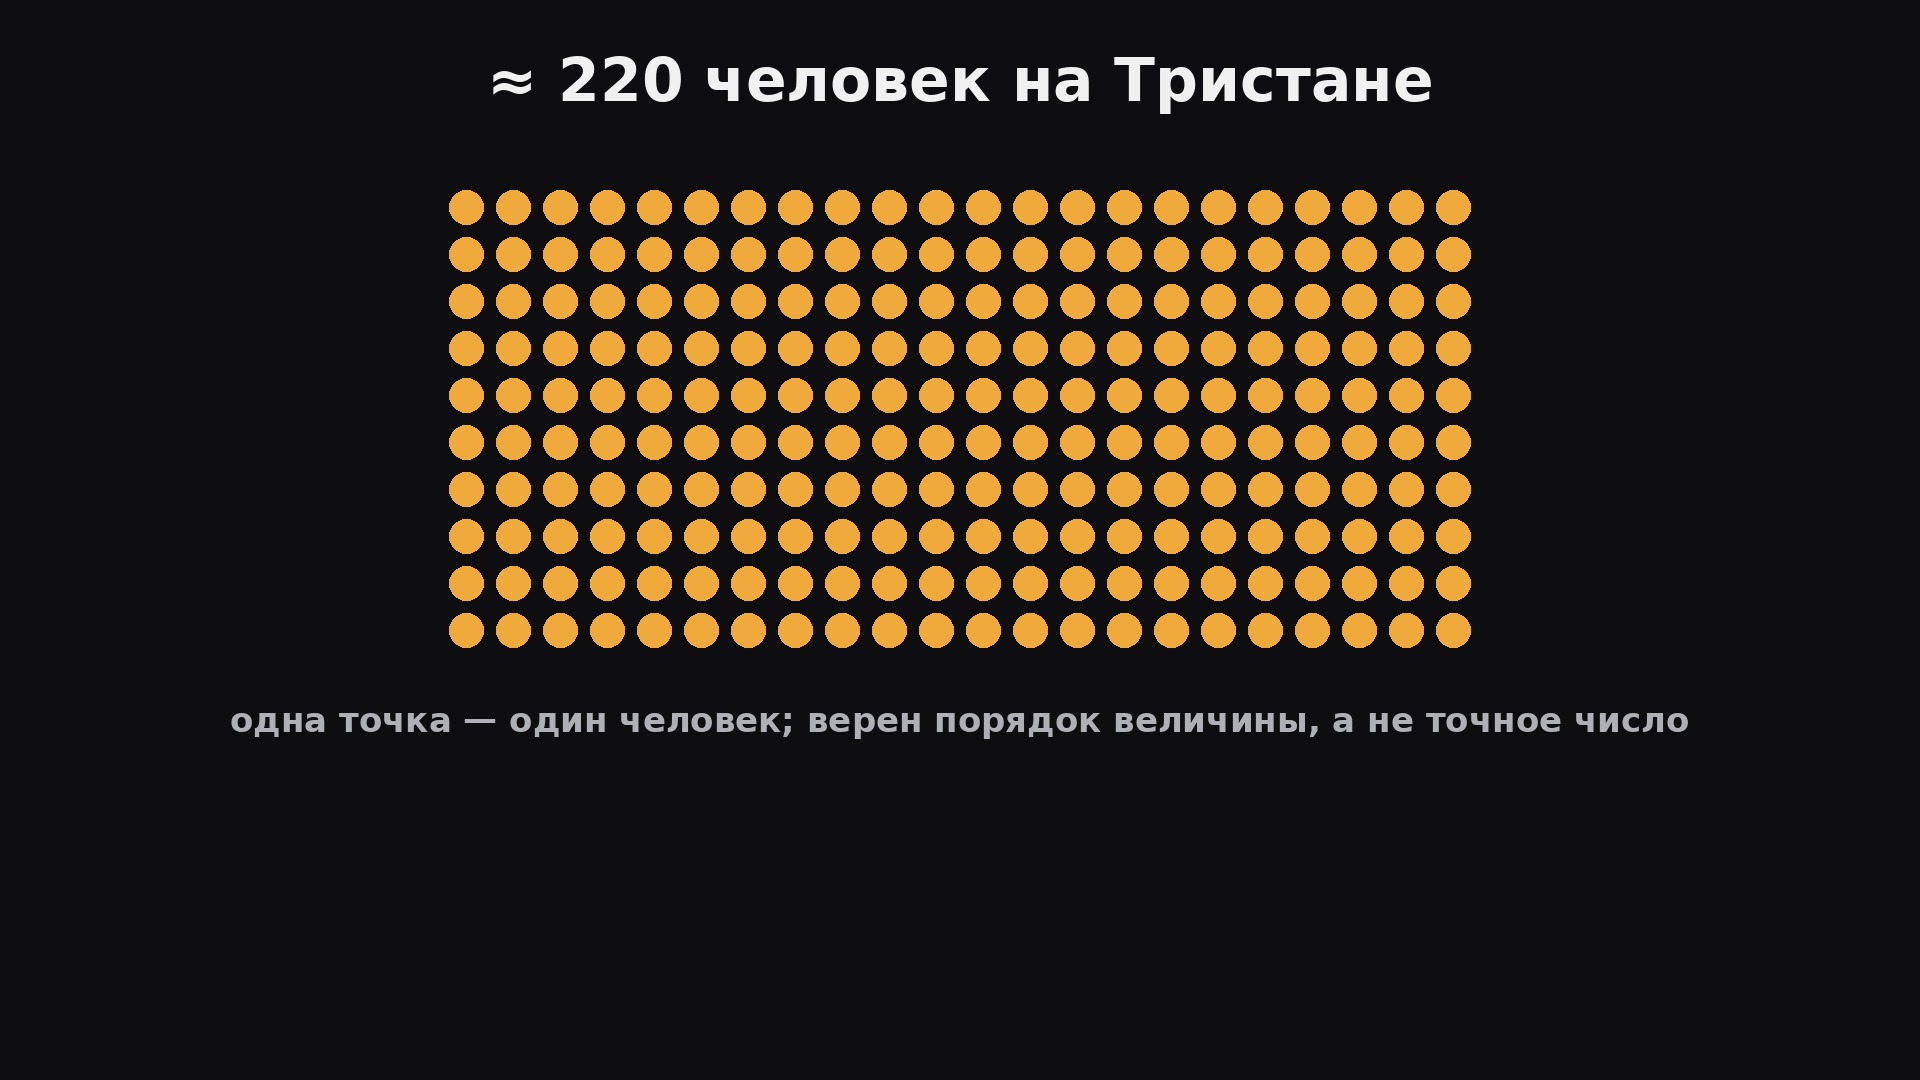 ≈ 220 человек на Тристане
одна точка — один человек; верен порядок величины, а не точное число